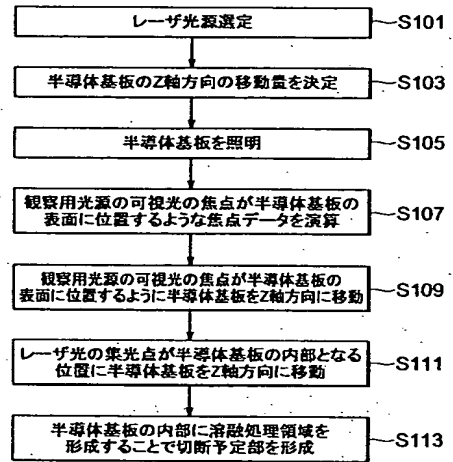 レーザ光源選定
S101
半導体基板のZ軸方向の移動量を決定
S103
半導体基板を照明
S105
観察用光源の可視光の焦点が半導体基板の
表面に位置するような焦点データを演算
S107
観察用光源の可視光の焦点が半導体基板の
表面に位置するように半導体基板をZ軸方向に移動
S109
レーザ光の集光点が半導体基板の内部となる
位置に半導体基板をZ軸方向に移動
S111
半導体基板の内部に溶融処理領域を
形成することで切断予定部を形成
S113